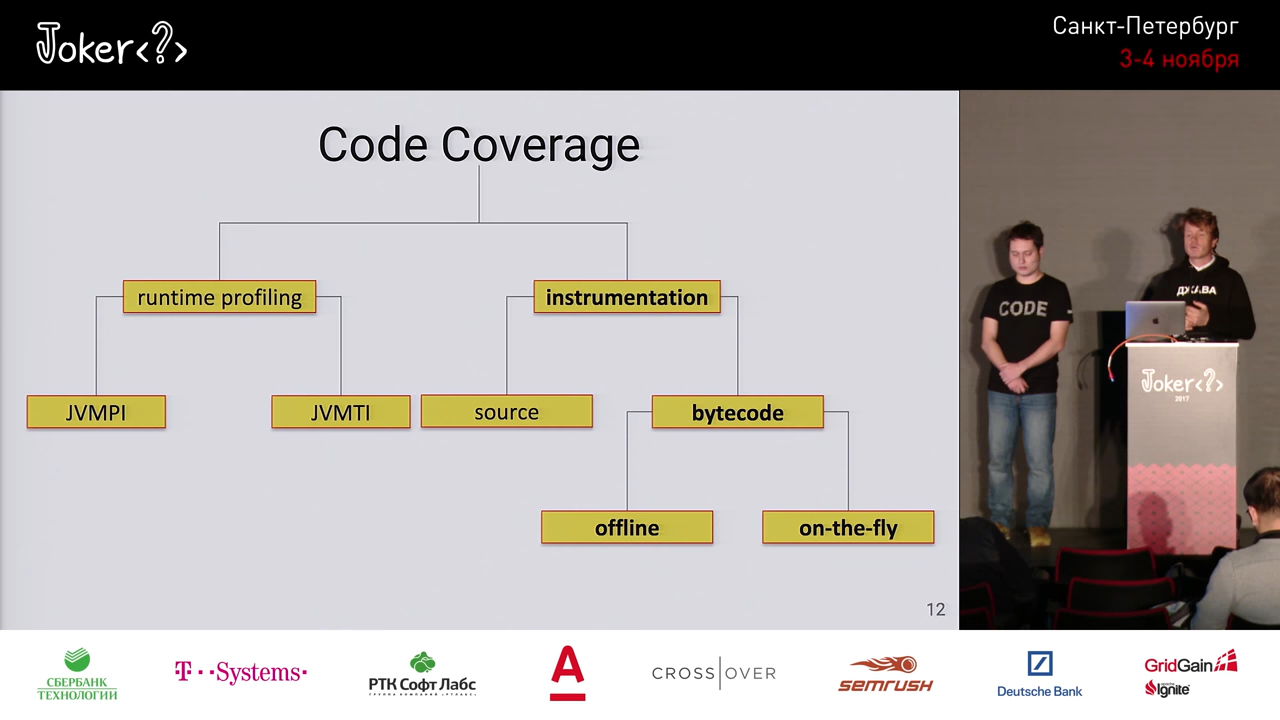 Joker<?>
Санкт-Петербург
3-4 ноября
Code Coverage
runtime profiling
instrumentation
JVMPI
JVMTI
source
bytecode
offline
on-the-fly
12
CODE
ДЖАВА
Joker<?>
2017
СБЕРБАНК
ТЕХНОЛОГИИ
T··Systems·
РТК Софт Лабс
А
CROSS|OVER
semrush
Deutsche Bank
GridGain
Ignite